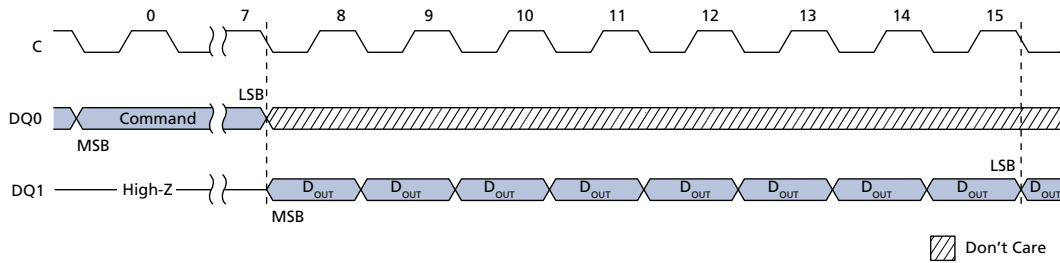 0 7 8 9 10 11 12 13 14 15
C
LSB
DQ0 Command
MSB
LSB
DQ1 High-Z DOUT DOUT DOUT DOUT DOUT DOUT DOUT DOUT DOUT
MSB
Don't Care